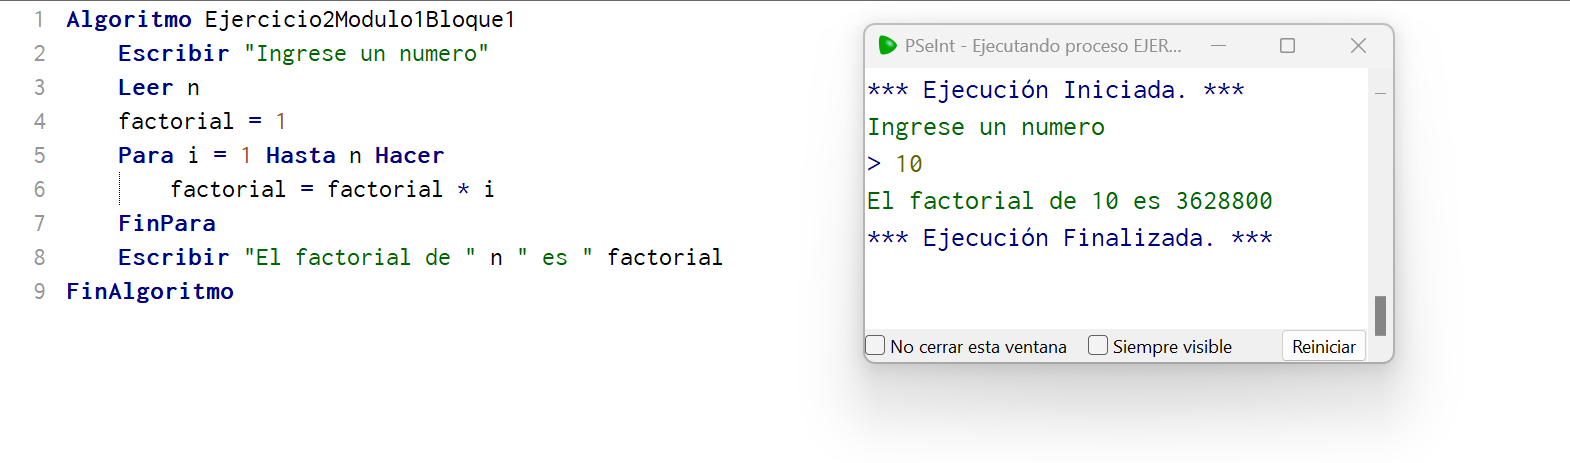 1 Algoritmo Ejercicio2Modulo1Bloque1
2 Escribir "Ingrese un numero"
3 Leer n
4 factorial = 1
5 Para i = 1 Hasta n Hacer
6 factorial = factorial * i
7 FinPara
8 Escribir "El factorial de " n " es " factorial
9 FinAlgoritmo
PSeInt - Ejecutando proceso EJER...
*** Ejecución Iniciada. ***
Ingrese un numero
> 10
El factorial de 10 es 3628800
*** Ejecución Finalizada. ***
No cerrar esta ventana Siempre visible Reiniciar